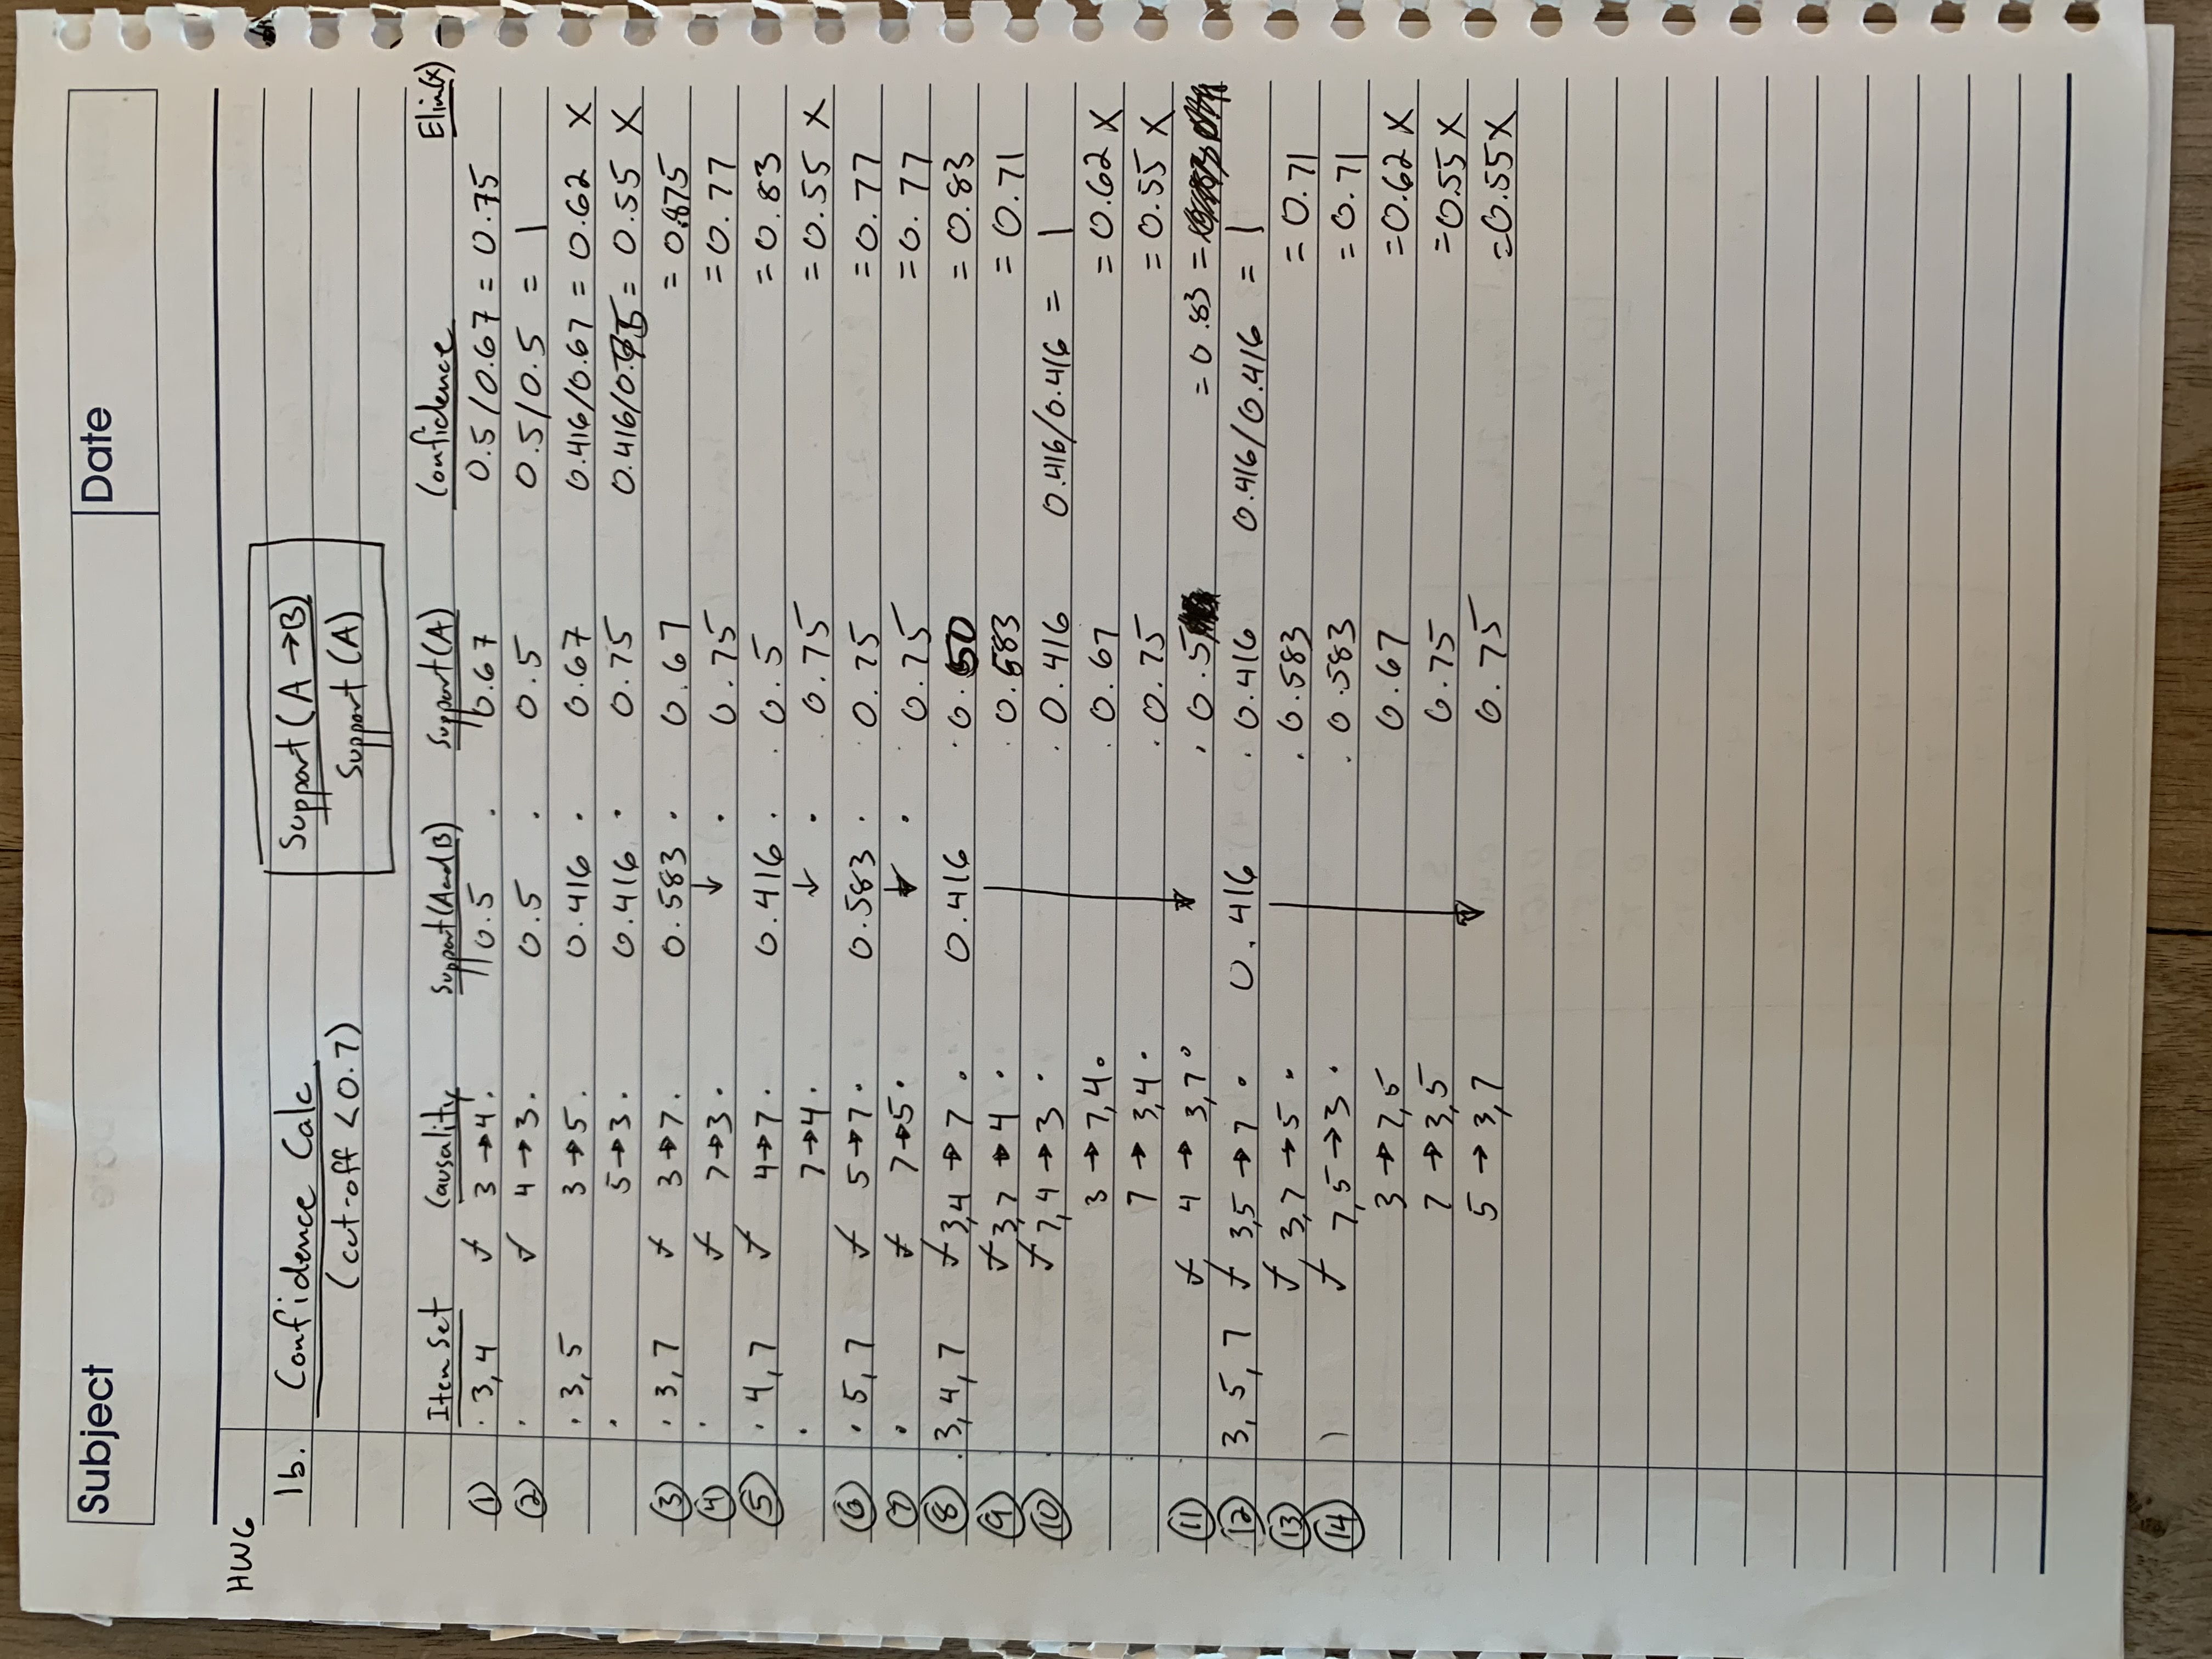 Subject Date
HW6
1b. Confidence Calc Support (A → B)
(cut-off < 0.7) Support (A)
Item Set Causality Support (A and B) Support (A) Confidence Elim(x)
① · 3, 4 ✓ 3 → 4 · 0.5 · 0.67 0.5 / 0.67 = 0.75
② · ✓ 4 → 3 · 0.5 · 0.5 0.5 / 0.5 = 1
· 3, 5 3 → 5 · 0.416 · 0.67 0.416 / 0.67 = 0.62 X
· 5 → 3 · 0.416 · 0.75 0.416 / 0.75 = 0.55 X
③ · 3, 7 ✓ 3 → 7 · 0.583 · 0.67 = 0.875
④ · ✓ 7 → 3 · ↓ · 0.75 = 0.77
⑤ · 4, 7 ✓ 4 → 7 · 0.416 · · 0.5 = 0.83
· 7 → 4 · ↓ · 0.75 = 0.55 X
⑥ · 5, 7 ✓ 5 → 7 · 0.583 · 0.75 = 0.77
⑦ · ✓ 7 → 5 · ↓ · 0.75 = 0.77
⑧ · 3, 4, 7 ✓ 3,4 → 7 · 0.416 · 0.50 = 0.83
⑨ ✓ 3,7 → 4 · 0.583 = 0.71
⑩ ✓ 7,4 → 3 · · 0.416 0.416 / 0.416 = 1
3 → 7,4 · · 0.67 = 0.62 X
7 → 3,4 · · 0.75 = 0.55 X
⑪ ✓ 4 → 3,7 · · 0.5 = 0.83 =
⑫ 3, 5, 7 ✓ 3,5 → 7 · 0.416 · 0.416 0.416 / 0.416 = 1
⑬ ✓ 3,7 → 5 · · 0.583 = 0.71
⑭ ) ✓ 7,5 → 3 · · 0.583 = 0.71
3 → 7,5 0.67 = 0.62 X
7 → 3,5 0.75 = 0.55 X
5 → 3,7 0.75 = 0.55 X